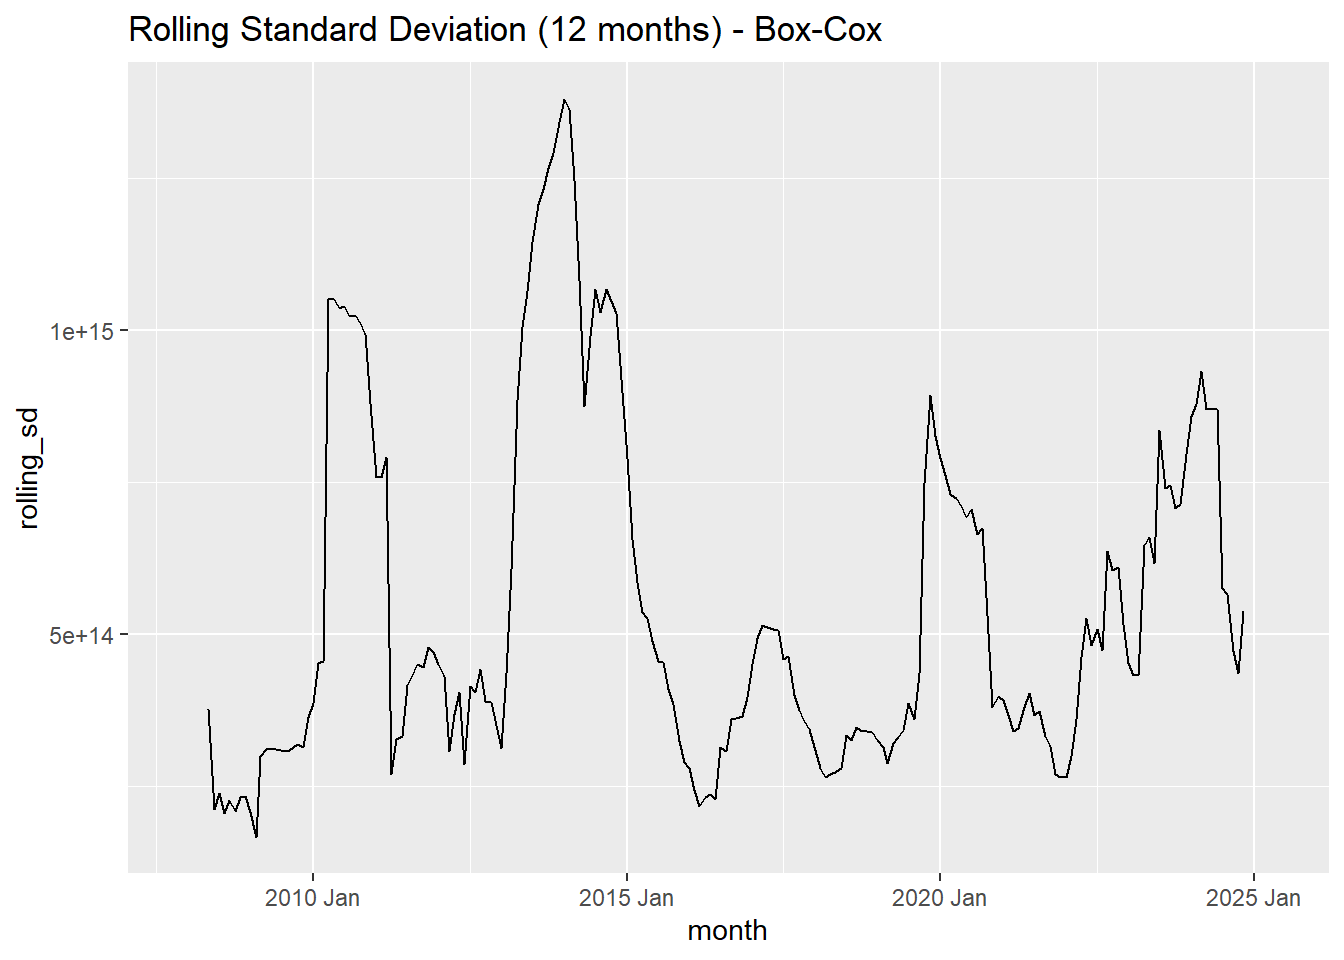 Rolling Standard Deviation (12 months) - Box-Cox
rolling_sd
1e+15
5e+14
2010 Jan
2015 Jan
2020 Jan
2025 Jan
month